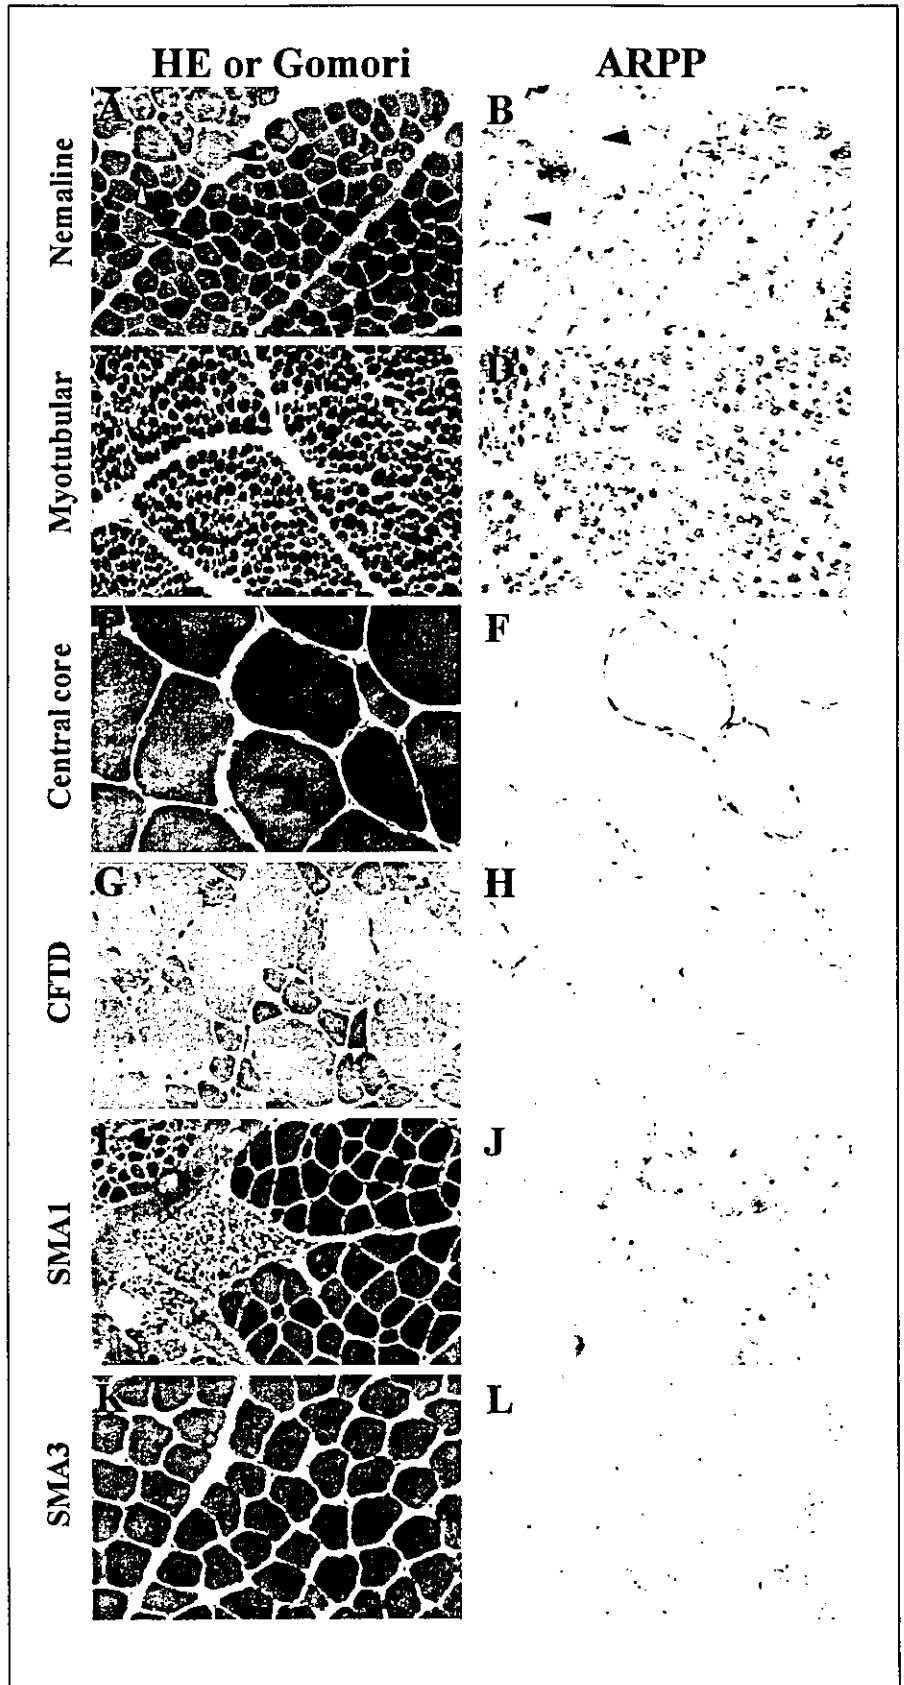 HE or Gomori ARPP
Nemaline
A B
Myotubular
C D
Central core
E F
CFTD
G H
SMA1
I J
SMA3
K L